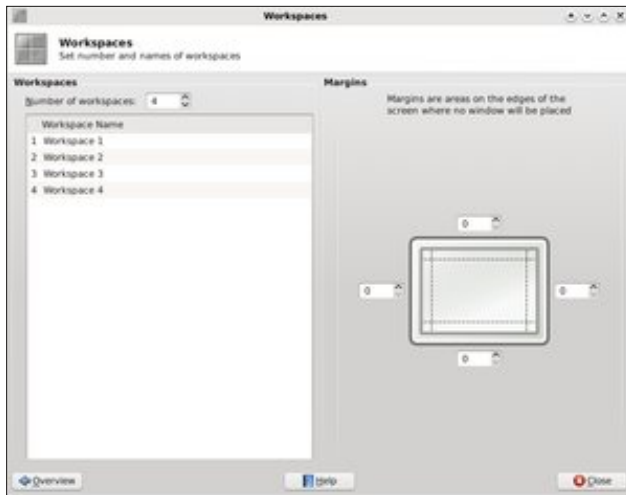 Workspaces
Workspaces
Set number and names of workspaces
Workspaces
Number of workspaces: 4
Workspace Name
1 Workspace 1
2 Workspace 2
3 Workspace 3
4 Workspace 4
Margins
Margins are areas on the edges of the
screen where no window will be placed
0
0
0
0
Overview
Help
Close